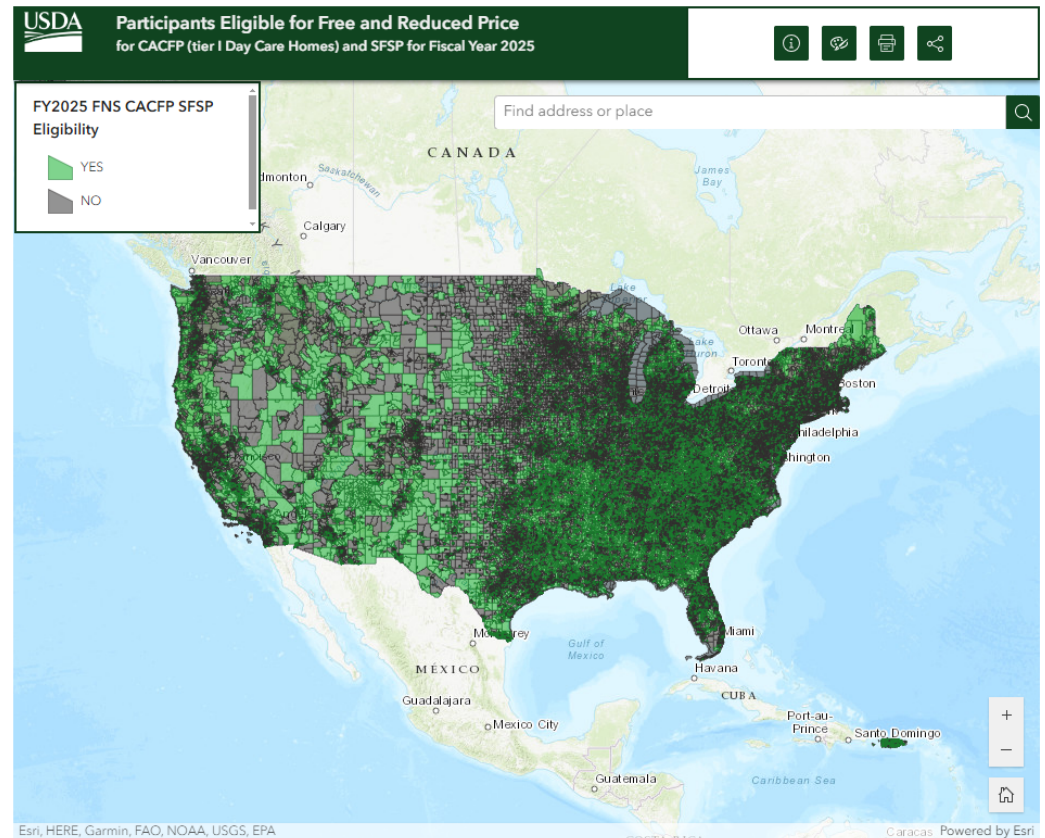 USDA
Participants Eligible for Free and Reduced Price
for CACFP (tier I Day Care Homes) and SFSP for Fiscal Year 2025
FY2025 FNS CACFP SFSP
Eligibility
YES
NO
Find address or place
CANADA
James
Bay
dmonton
Saskatchewan
Calgary
Vancouver
Lake
Ottawa
Montreal
ake
uron
Toronto
Detroit
Boston
hiladelphia
shington
Miami
Gulf of
Mexico
MÉXICO
Havana
Guadalajara
CUBA
Mexico City
Port-au-
Prince
Santo Domingo
Guatemala
Caribbean Sea
Esri, HERE, Garmin, FAO, NOAA, USGS, EPA
Caracas
Powered by Esri